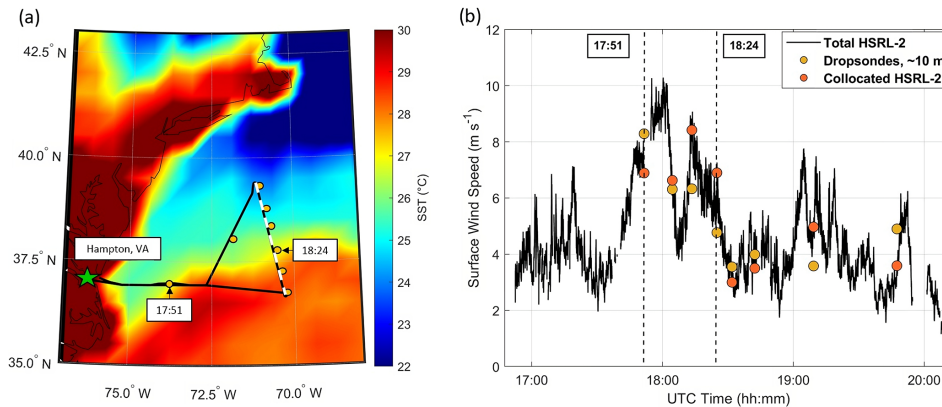 (a)
42.5° N
40.0° N
37.5° N
35.0° N
75.0° W
72.5° W
70.0° W
Hampton, VA
17:51
18:24
30
29
28
27
26
25
24
23
22
SST (°C)
(b)
17:51
18:24
Total HSRL-2
Dropsondes, ~10 m
Collocated HSRL-2
12
10
8
6
4
2
0
Surface Wind Speed (m s⁻¹)
17:00
18:00
19:00
20:0
UTC Time (hh:mm)